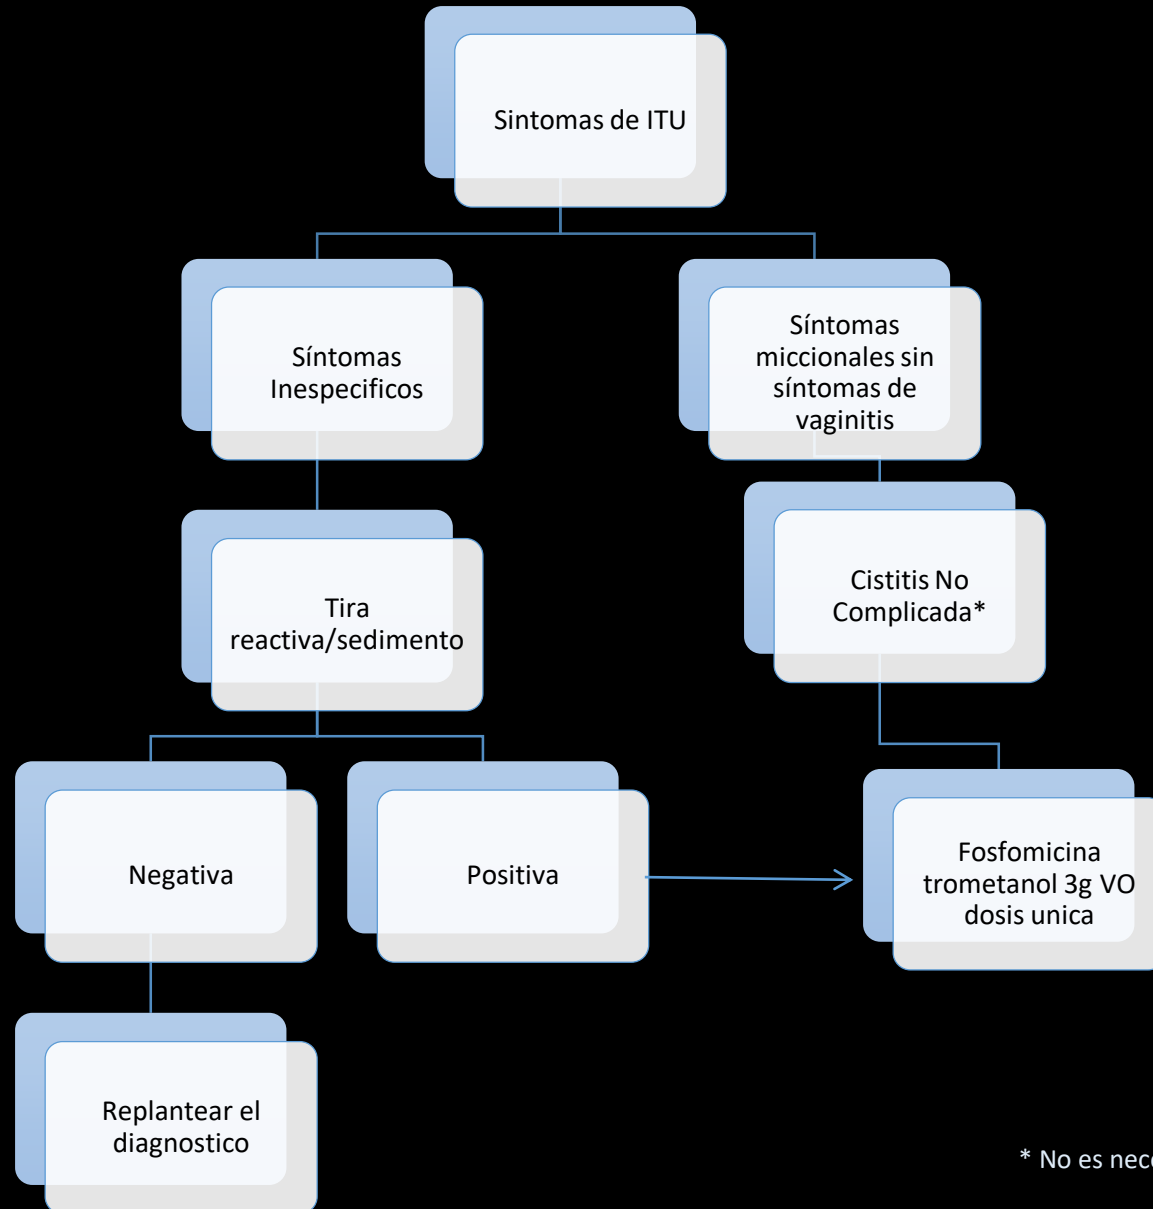 Sintomas de ITU
Síntomas
Inespecificos
Síntomas
miccionales sin
síntomas de
vaginitis
Tira
reactiva/sedimento
Cistitis No
Complicada*
Negativa
Positiva
Fosfomicina
trometanol 3g VO
dosis unica
Replantear el
diagnostico
* No es